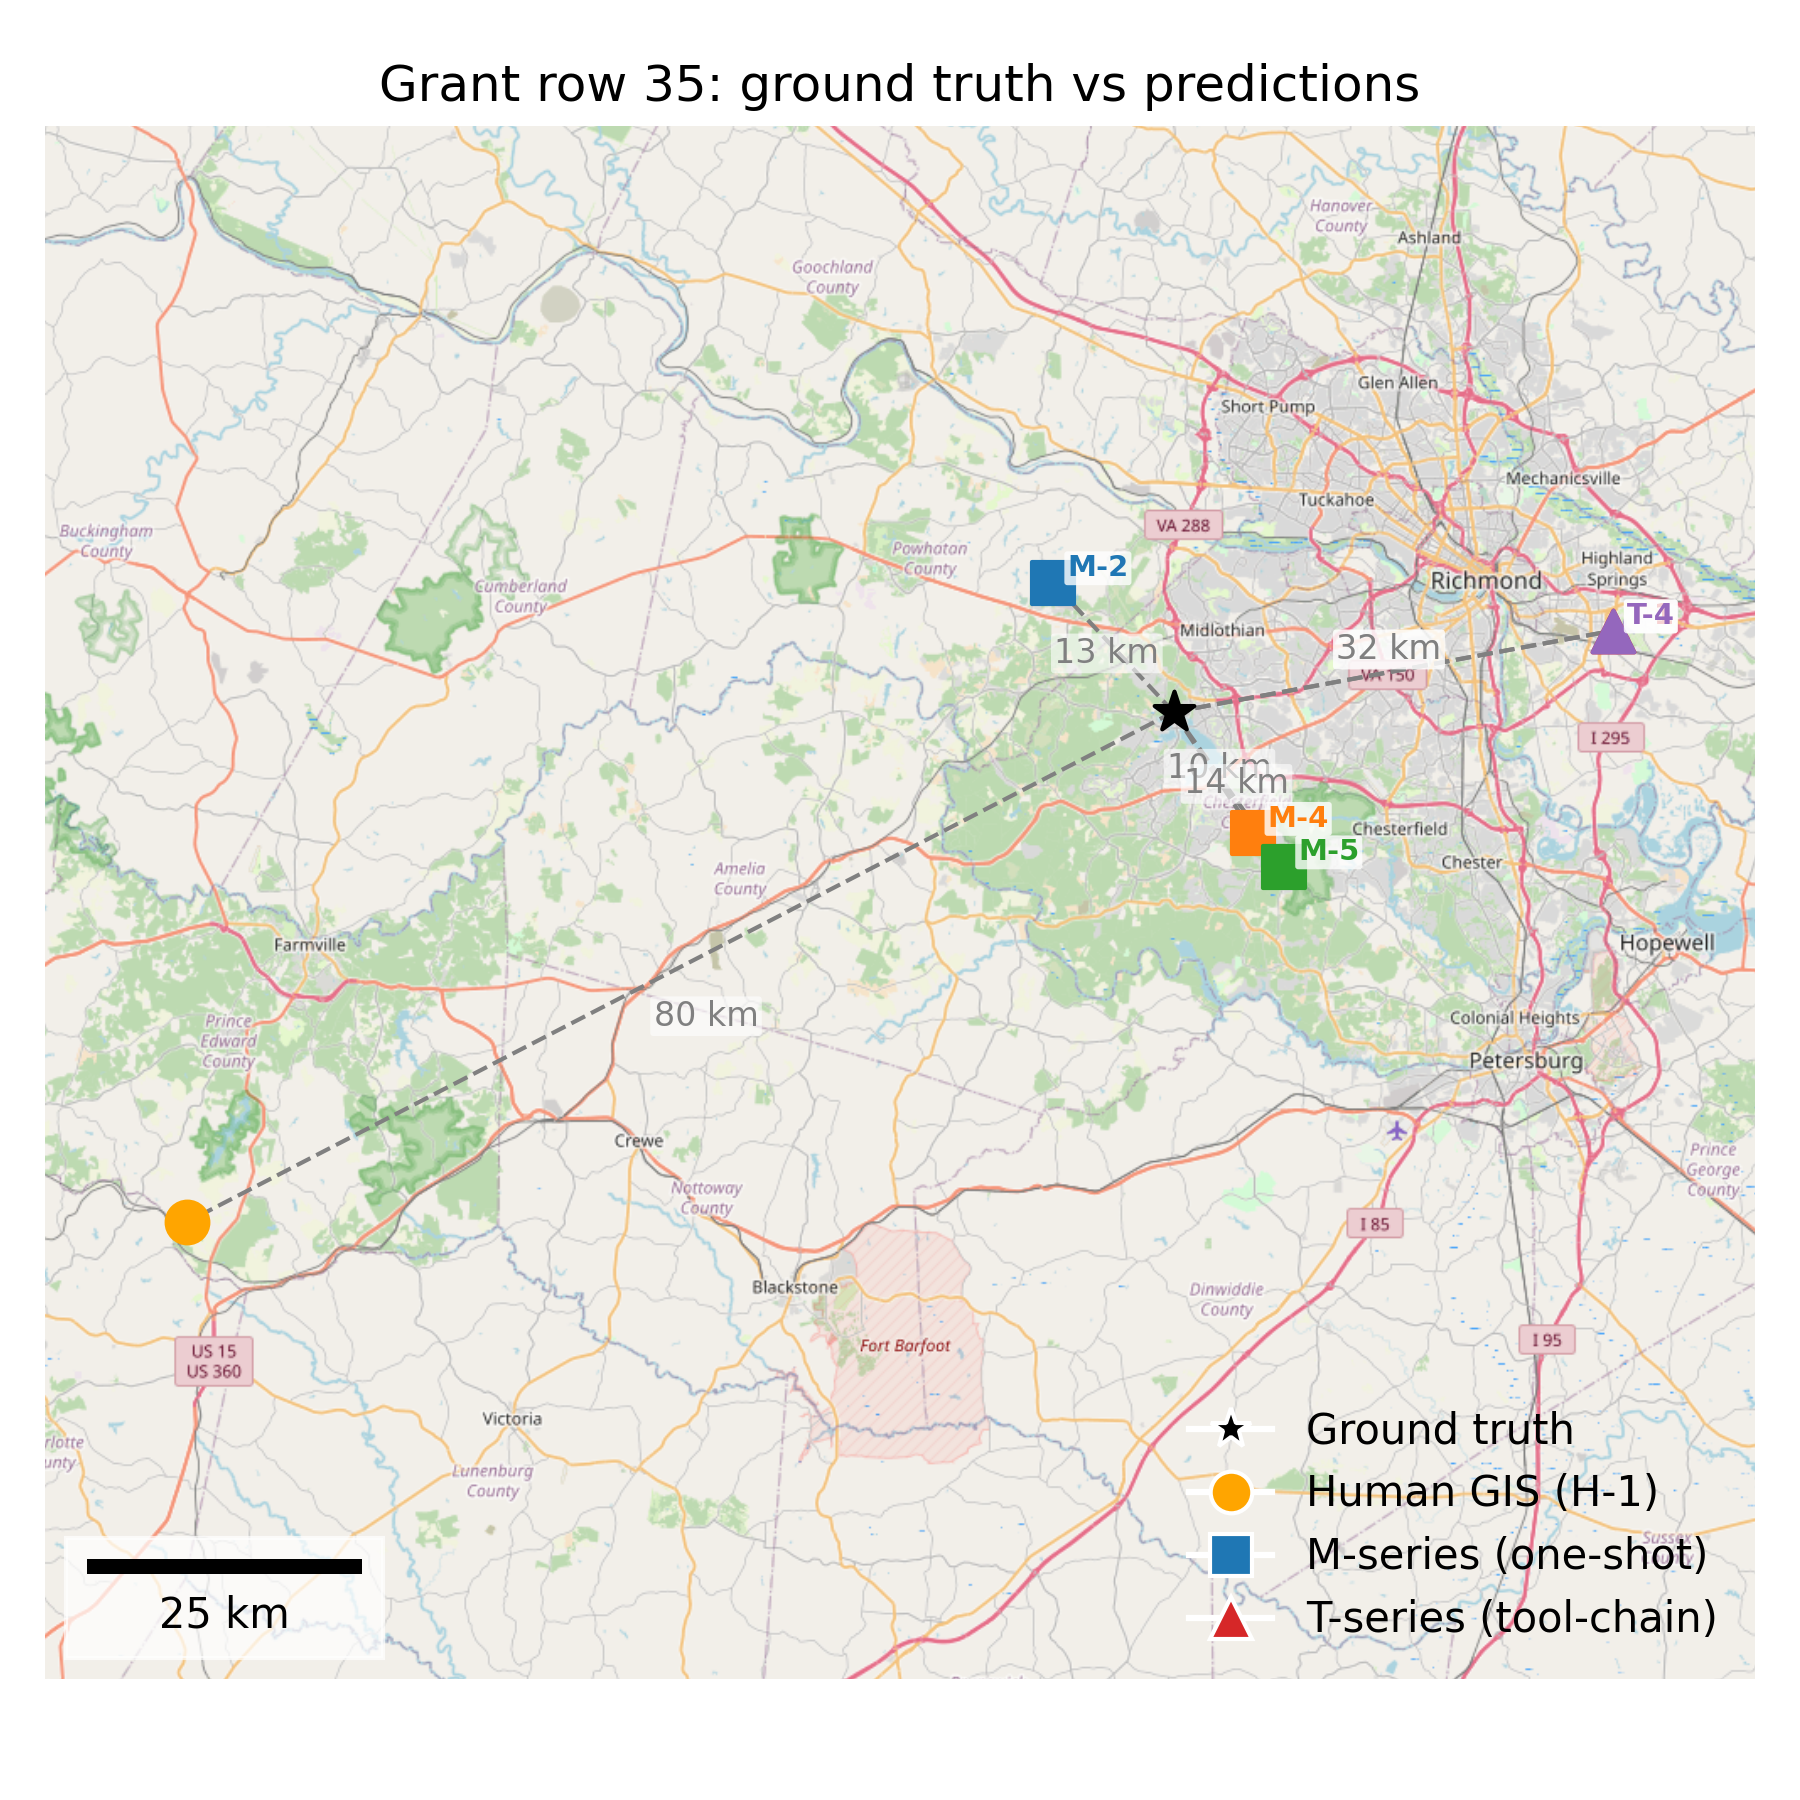 Grant row 35: ground truth vs predictions
Hanover
County
Ashland
Goochland
County
Glen Allen
Short Pump
Mechanicsville
Tuckahoe
VA 288
Buckingham
County
Powhatan
County
Highland
Springs
M-2
Richmond
Cumberland
County
T-4
Midlothian
13 km
32 km
VA 150
I 295
10 km
14 km
Chesterfield
M-4
Chesterfield
M-5
Chester
Amelia
County
Farmville
Hopewell
80 km
Colonial Heights
Prince
Edward
County
Petersburg
Crewe
Prince
George
County
Nottoway
County
I 85
Blackstone
Dinwiddie
County
Fort Barfoot
I 95
US 15
US 360
Victoria
rlotte
unty
Lunenburg
County
Ground truth
Human GIS (H-1)
Sussex
County
M-series (one-shot)
T-series (tool-chain)
25 km